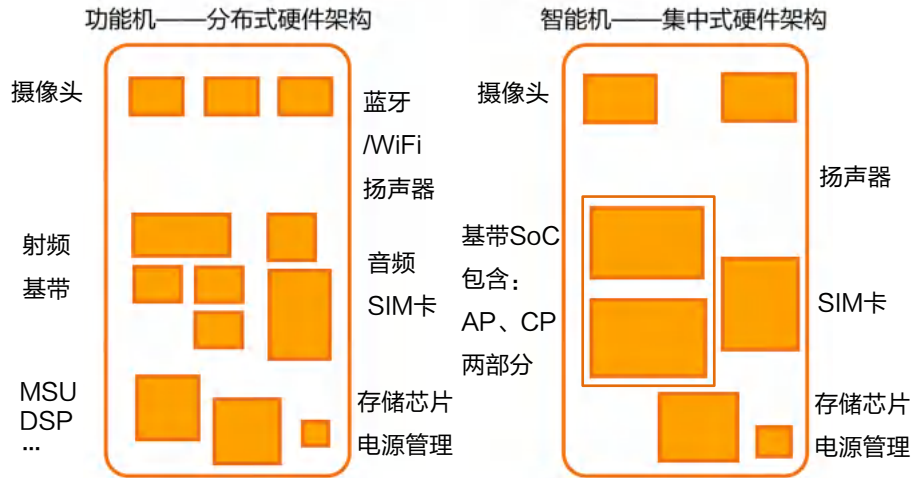 功能机——分布式硬件架构
摄像头
蓝牙
/WiFi
扬声器
射频
基带
音频
SIM卡
MSU
DSP
...
存储芯片
电源管理
智能机——集中式硬件架构
摄像头
扬声器
基带SoC
包含：
AP、CP
两部分
SIM卡
存储芯片
电源管理